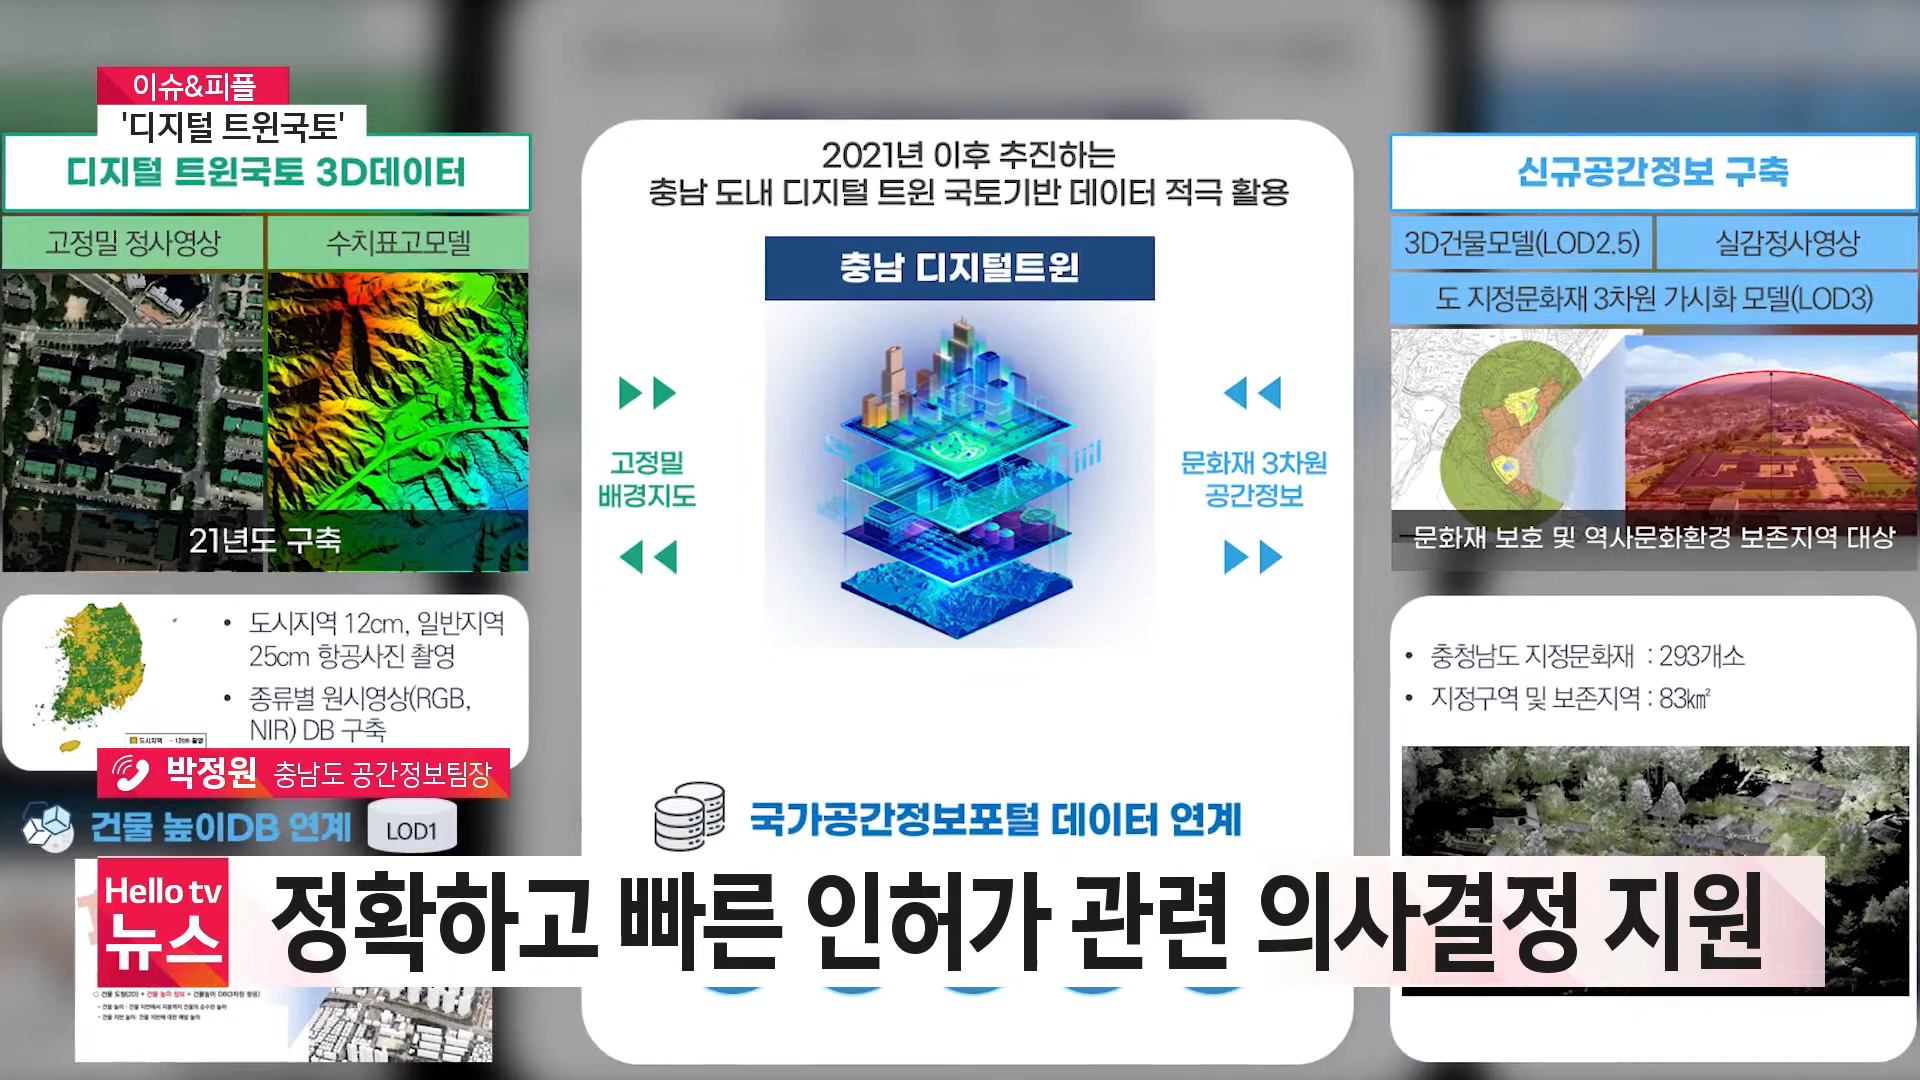 이슈&피플
'디지털 트윈국토'
디지털 트윈국토 3D데이터
고정밀 정사영상
수치표고모델
21년도 구축
• 도시지역 12cm, 일반지역
25cm 항공사진 촬영
• 종류별 원시영상(RGB,
NIR) DB 구축
도시지역 - 12cm 촬영
박정원 충남도 공간정보팀장
건물 높이DB 연계
LOD1
2021년 이후 추진하는
충남 도내 디지털 트윈 국토기반 데이터 적극 활용
충남 디지털트윈
고정밀
배경지도
문화재 3차원
공간정보
국가공간정보포털 데이터 연계
신규공간정보 구축
3D건물모델(LOD2.5)
실감정사영상
도 지정문화재 3차원 가시화 모델(LOD3)
문화재 보호 및 역사문화환경 보존지역 대상
• 충청남도 지정문화재 : 293개소
• 지정구역 및 보존지역 : 83㎢
Hello tv
뉴스
정확하고 빠른 인허가 관련 의사결정 지원